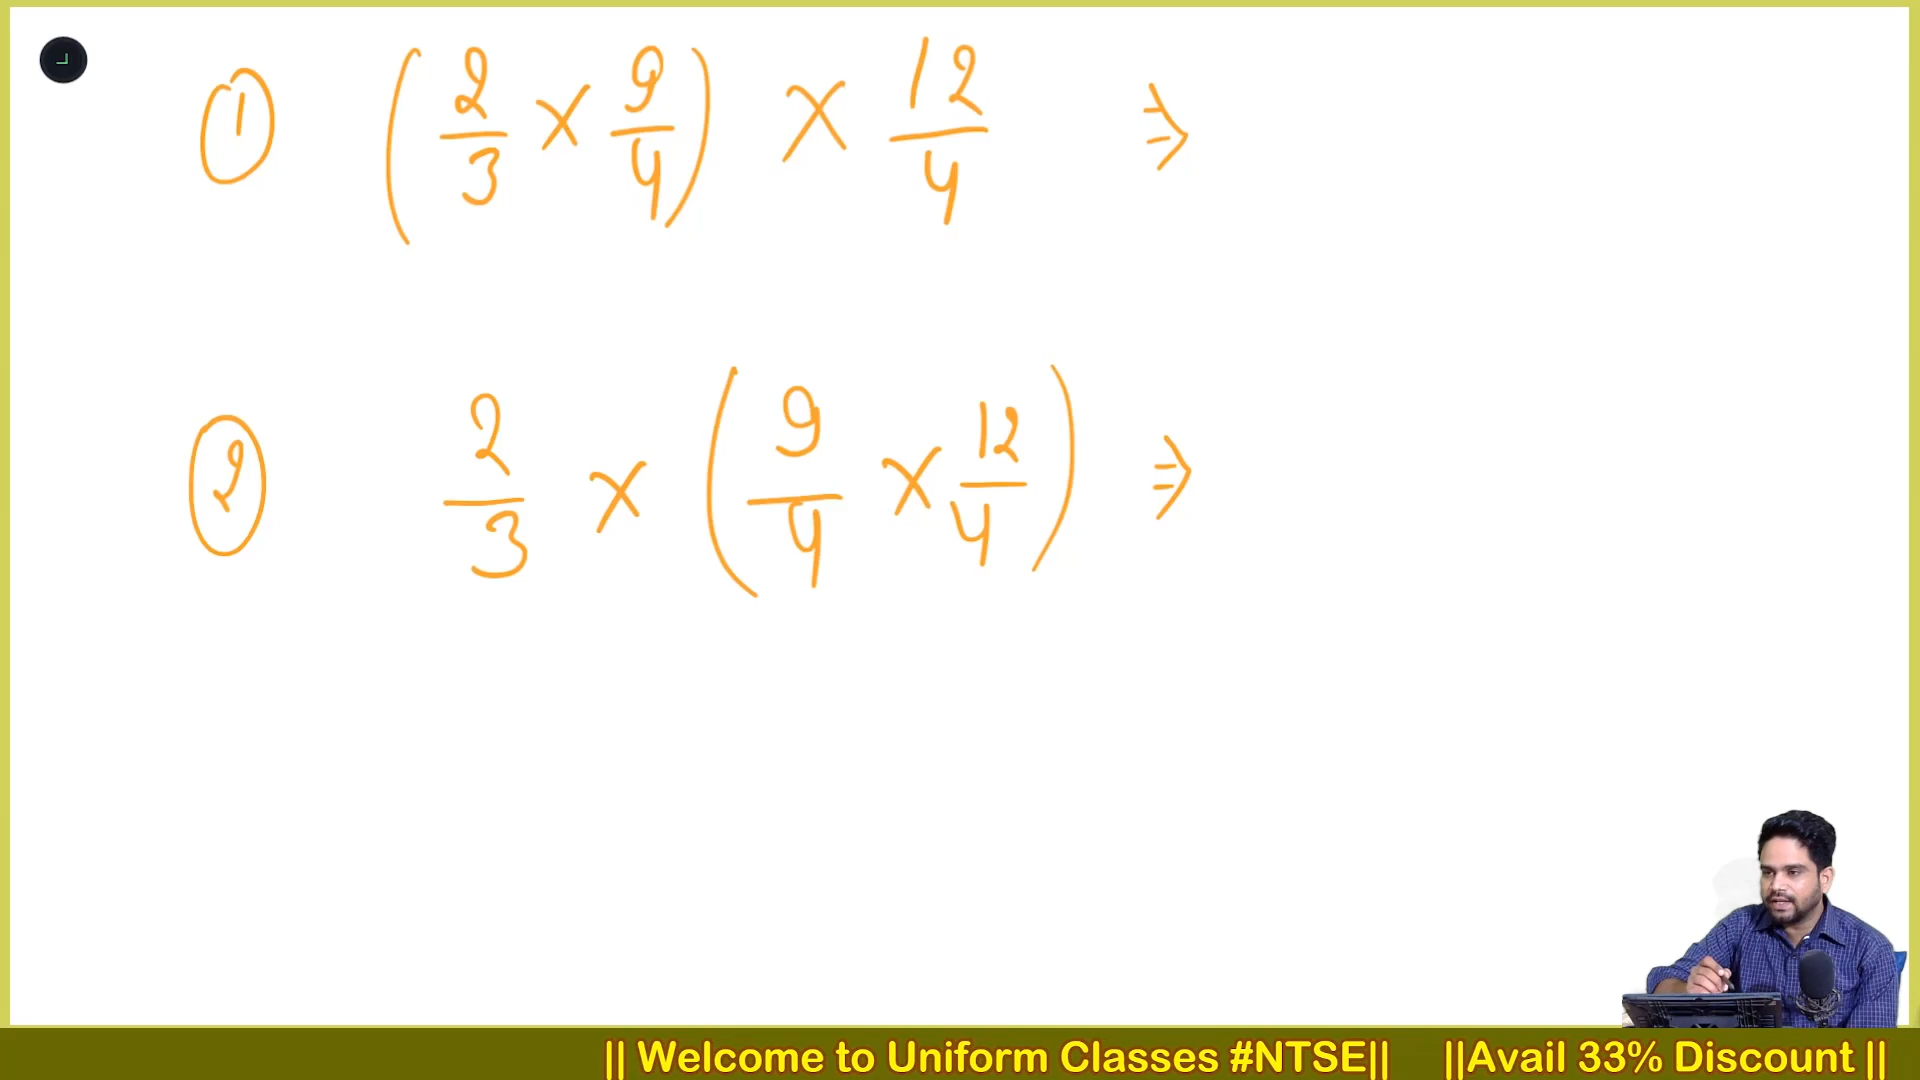 ① (2/3 × 9/4) × 12/4 ⇒
② 2/3 × (9/4 × 12/4) ⇒
|| Welcome to Uniform Classes #NTSE|| ||Avail 33% Discount ||